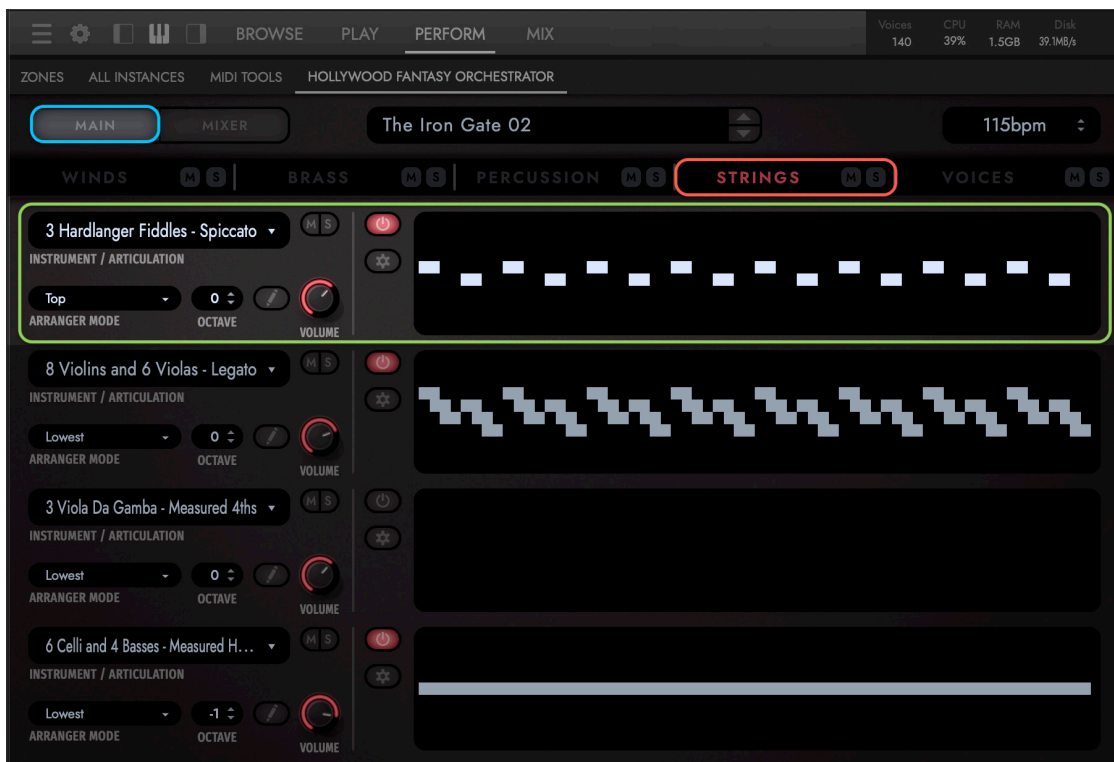 BROWSE PLAY PERFORM MIX Voices CPU RAM Disk
140 39% 1.5GB 39.1MB/s
ZONES ALL INSTANCES MIDI TOOLS HOLLYWOOD FANTASY ORCHESTRATOR
MAIN MIXER The Iron Gate 02 115bpm
WINDS M S BRASS M S PERCUSSION M S STRINGS M S VOICES M S
3 Hardlanger Fiddles - Spiccato M S
INSTRUMENT / ARTICULATION
Top 0
ARRANGER MODE OCTAVE VOLUME
8 Violins and 6 Violas - Legato M S
INSTRUMENT / ARTICULATION
Lowest 0
ARRANGER MODE OCTAVE VOLUME
3 Viola Da Gamba - Measured 4ths M S
INSTRUMENT / ARTICULATION
Lowest 0
ARRANGER MODE OCTAVE VOLUME
6 Celli and 4 Basses - Measured H... M S
INSTRUMENT / ARTICULATION
Lowest -1
ARRANGER MODE OCTAVE VOLUME